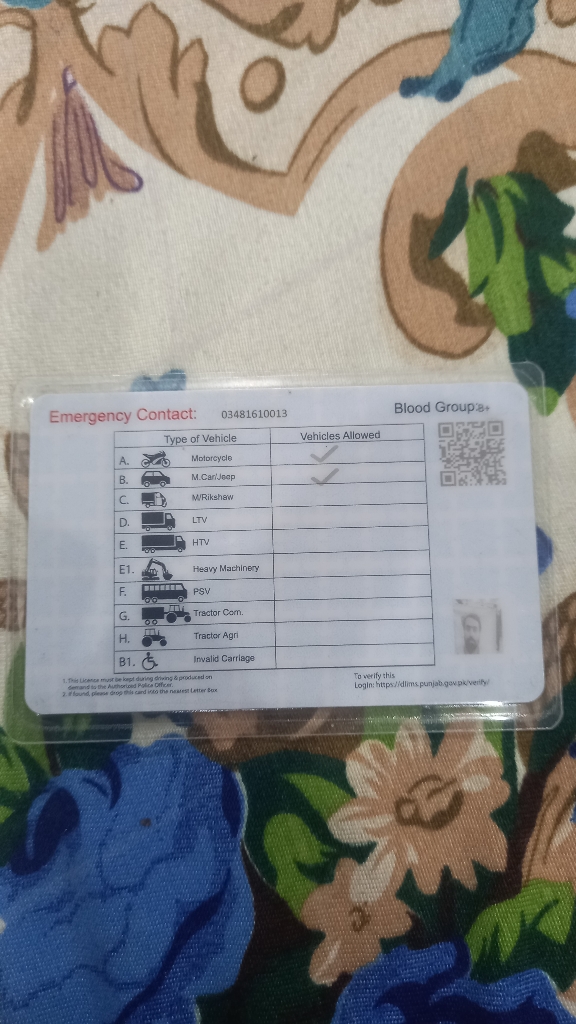 Emergency Contact: 03481610013 Blood Group:B+
Type of Vehicle Vehicles Allowed
A. Motorcycle ✓
B. M.Car/Jeep ✓
C. M/Rikshaw
D. LTV
E. HTV
E1. Heavy Machinery
F. PSV
G. Tractor Com.
H. Tractor Agri
B1. Invalid Carriage
1. This Licence must be kept during driving & produced on
demand to the Authorized Police Officer.
2. If found, please drop this card into the nearest Letter Box
To verify this
Login: https://dlims.punjab.gov.pk/verify/